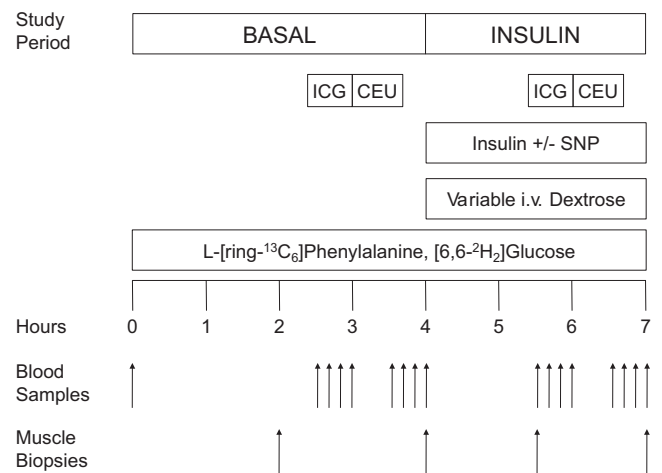 Study
Period
BASAL
INSULIN
ICG
CEU
ICG
CEU
Insulin +/- SNP
Variable i.v. Dextrose
L-[ring-¹³C₆]Phenylalanine, [6,6-²H₂]Glucose
Hours
0
1
2
3
4
5
6
7
Blood
Samples
Muscle
Biopsies